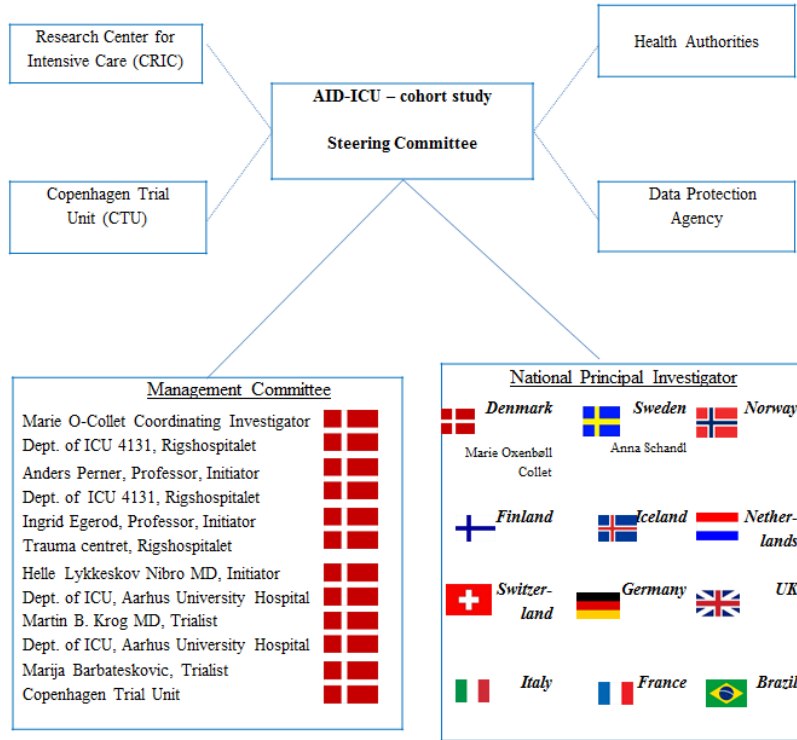 Research Center for
Intensive Care (CRIC)
Health Authorities
AID-ICU – cohort study
Steering Committee
Copenhagen Trial
Unit (CTU)
Data Protection
Agency
Management Committee
Marie O-Collet Coordinating Investigator
Dept. of ICU 4131, Rigshospitalet
Anders Perner, Professor, Initiator
Dept. of ICU 4131, Rigshospitalet
Ingrid Egerod, Professor, Initiator
Trauma centret, Rigshospitalet
Helle Lykkeskov Nibro MD, Initiator
Dept. of ICU, Aarhus University Hospital
Martin B. Krog MD, Trialist
Dept. of ICU, Aarhus University Hospital
Marija Barbateskovic, Trialist
Copenhagen Trial Unit
National Principal Investigator
Denmark
Marie Oxenbøll
Collet
Sweden
Anna Schandl
Norway
Finland
Iceland
Nether-
lands
Switzer-
land
Germany
UK
Italy
France
Brazil